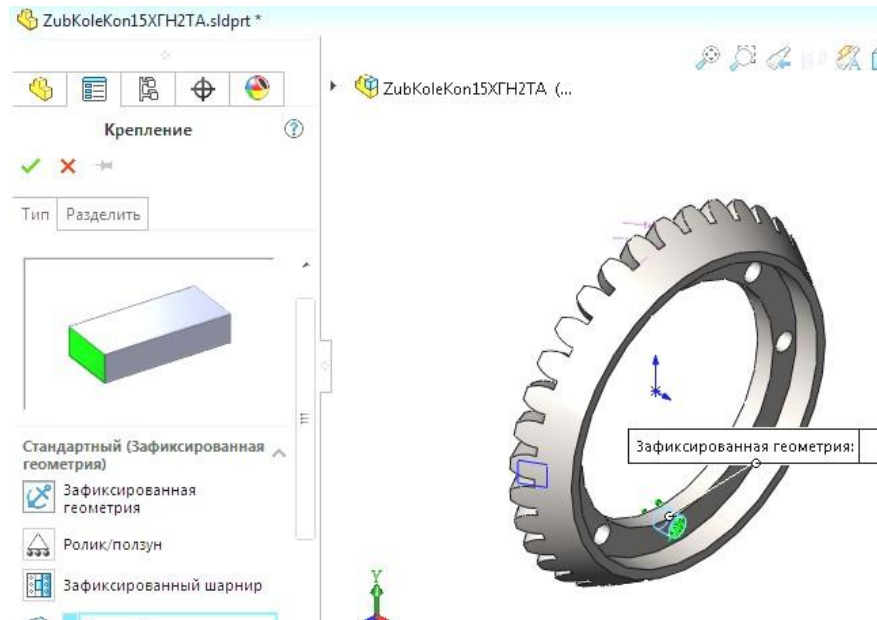 ZubKoleKon15ХГН2ТА.sldprt *
ZubKoleKon15ХГН2ТА (...
Крепление
Тип
Разделить
Стандартный (Зафиксированная
геометрия)
Зафиксированная
геометрия
Ролик/ползун
Зафиксированный шарнир
Зафиксированная геометрия:
Y